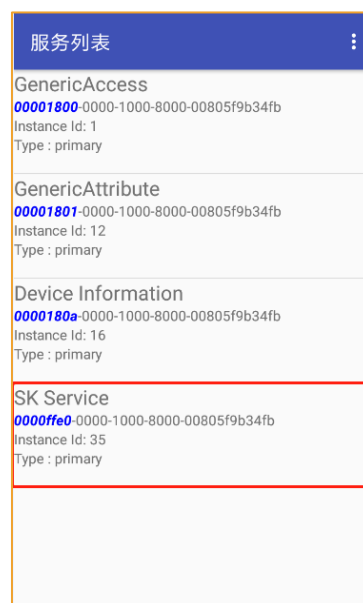 服务列表
GenericAccess
00001800-0000-1000-8000-00805f9b34fb
Instance Id: 1
Type : primary
GenericAttribute
00001801-0000-1000-8000-00805f9b34fb
Instance Id: 12
Type : primary
Device Information
0000180a-0000-1000-8000-00805f9b34fb
Instance Id: 16
Type : primary
SK Service
0000ffe0-0000-1000-8000-00805f9b34fb
Instance Id: 35
Type : primary